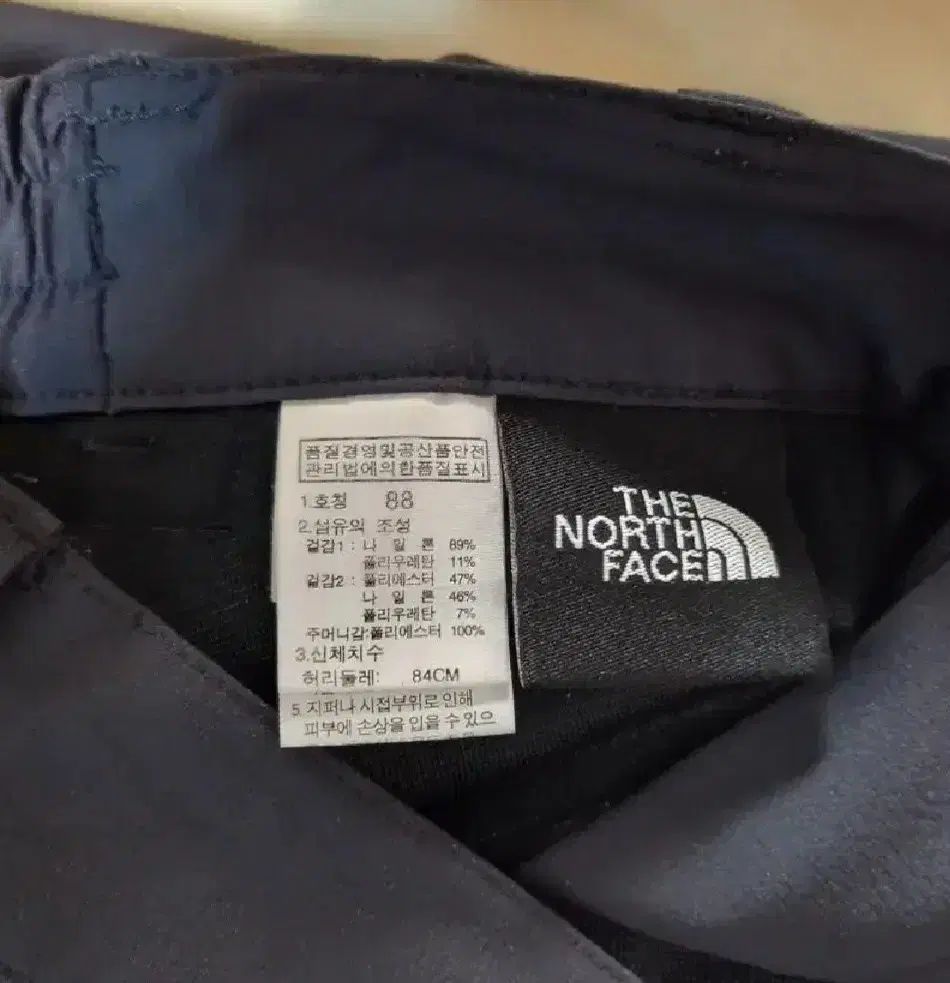 품질경영및공산품안전
관리법에의한품질표시
1.호칭 88
2.섬유의 조성
겉감1 : 나 일 론 89%
폴리우레탄 11%
겉감2 : 폴리에스터 47%
나 일 론 46%
폴리우레탄 7%
주머니감:폴리에스터 100%
3.신체치수
허리둘레: 84CM
5.지퍼나 시접부위로 인해
피부에 손상을 입을 수 있으
THE
NORTH
FACE